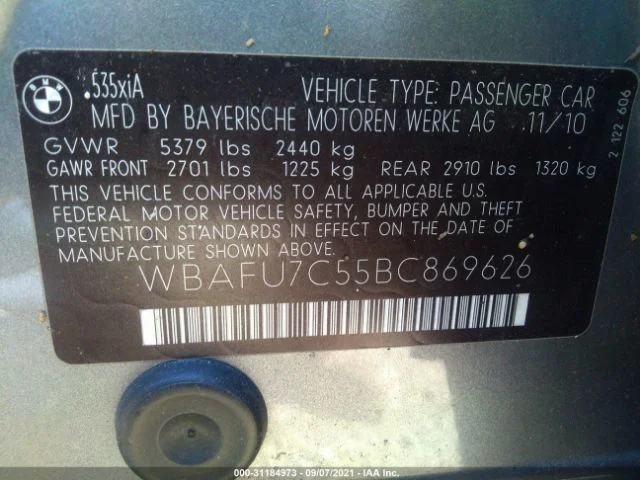 BMW
.535xiA VEHICLE TYPE: PASSENGER CAR
MFD BY BAYERISCHE MOTOREN WERKE AG 11/10
GVWR 5379 lbs 2440 kg
GAWR FRONT 2701 lbs 1225 kg REAR 2910 lbs 1320 kg
THIS VEHICLE CONFORMS TO ALL APPLICABLE U.S.
FEDERAL MOTOR VEHICLE SAFETY, BUMPER AND THEFT
PREVENTION STANDARDS IN EFFECT ON THE DATE OF
MANUFACTURE SHOWN ABOVE.
WBAFU7C55BC869626
2 122 606
000-31184973 - 09/07/2021 - IAA Inc.